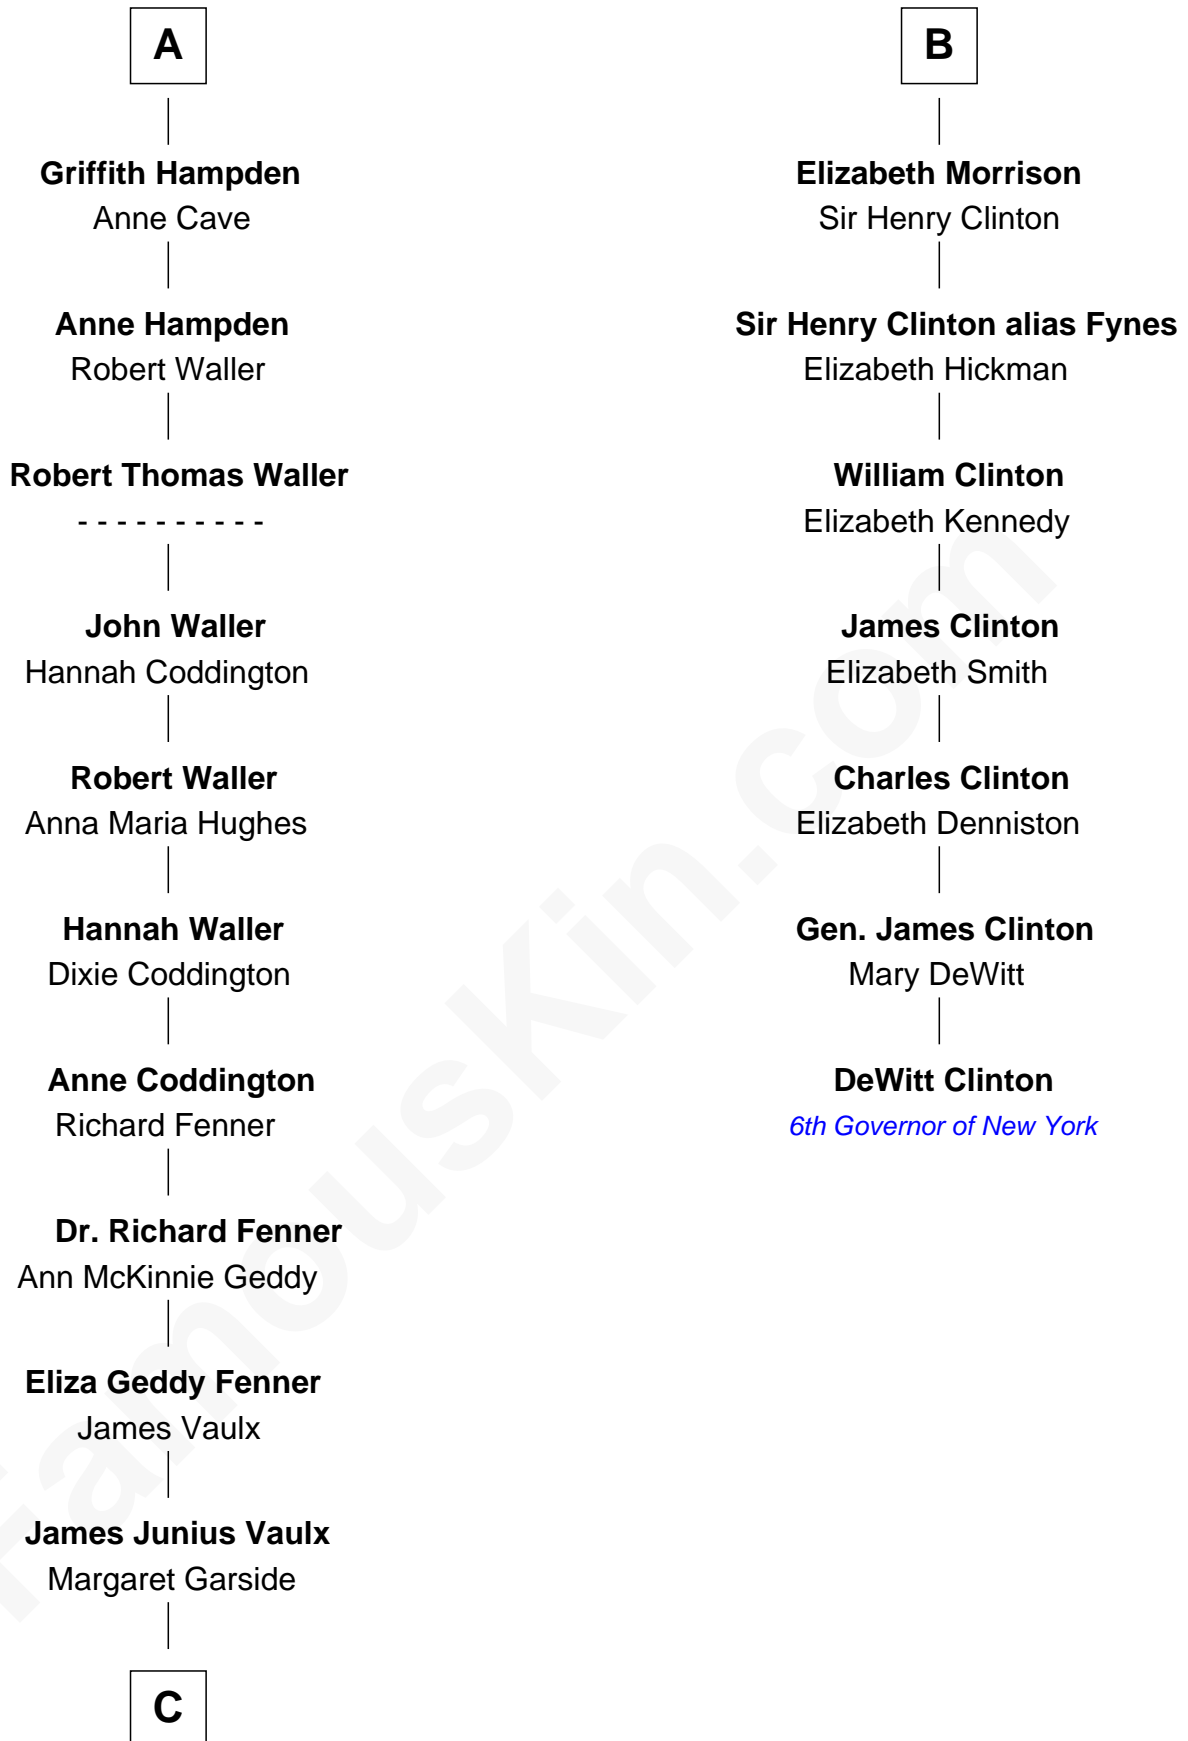 A
Griffith Hampden
Anne Cave
Anne Hampden
Robert Waller
Robert Thomas Waller
- - - - - - - - - -
John Waller
Hannah Coddington
Robert Waller
Anna Maria Hughes
Hannah Waller
Dixie Coddington
Anne Coddington
Richard Fenner
Dr. Richard Fenner
Ann McKinnie Geddy
Eliza Geddy Fenner
James Vaulx
James Junius Vaulx
Margaret Garside
C
B
Elizabeth Morrison
Sir Henry Clinton
Sir Henry Clinton alias Fynes
Elizabeth Hickman
William Clinton
Elizabeth Kennedy
James Clinton
Elizabeth Smith
Charles Clinton
Elizabeth Denniston
Gen. James Clinton
Mary DeWitt
DeWitt Clinton
6th Governor of New York
FamousKin.com